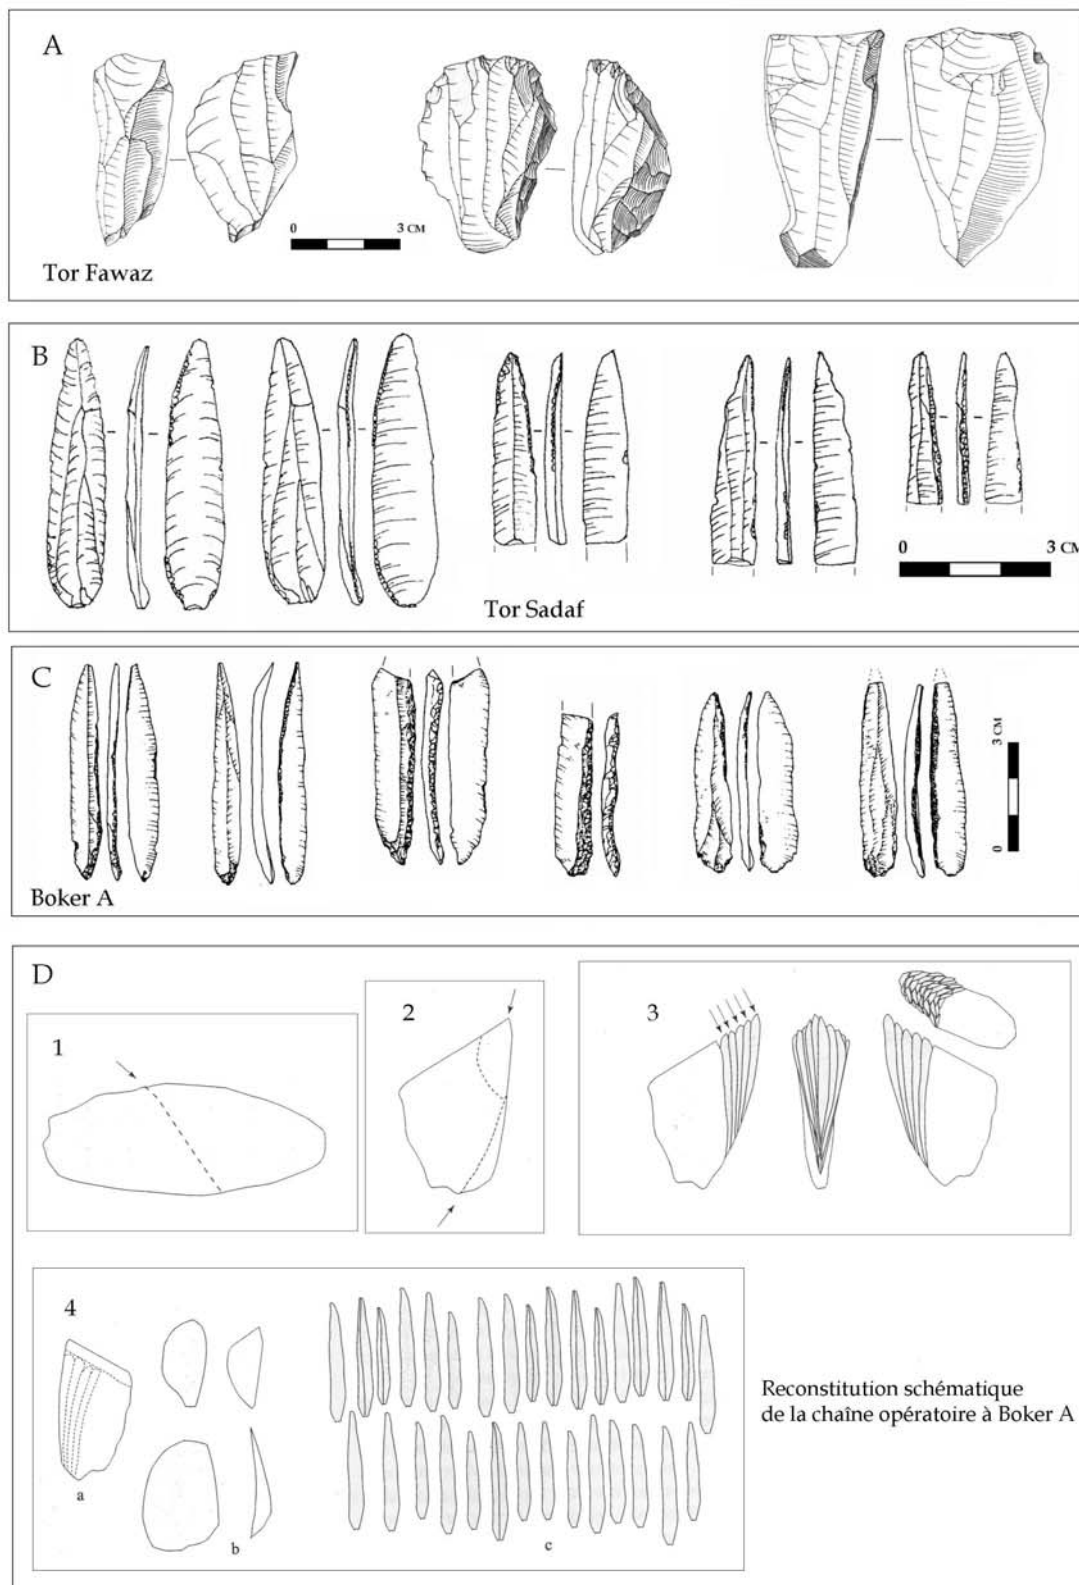 A
0 3 CM
Tor Fawaz
B
0 3 CM
Tor Sadaf
C
3 CM
0
Boker A
D
1
2
3
4
a
b
c
Reconstitution schématique
de la chaîne opératoire à Boker A